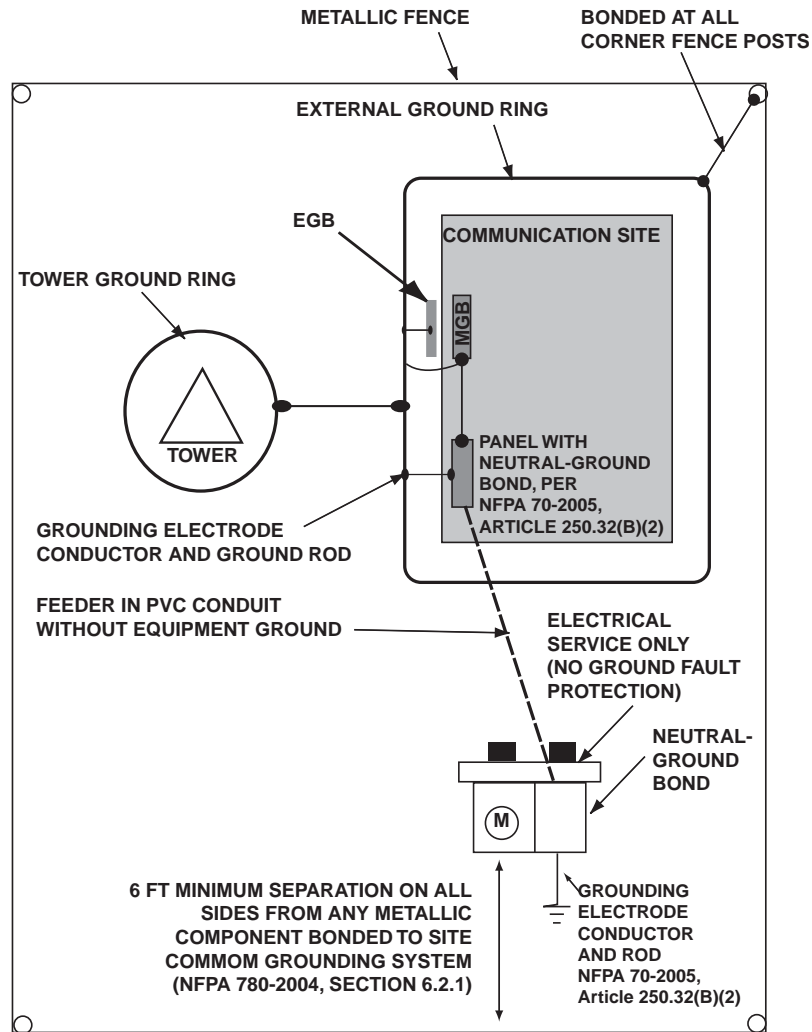 METALLIC FENCE
BONDED AT ALL
CORNER FENCE POSTS
EXTERNAL GROUND RING
EGB
COMMUNICATION SITE
TOWER GROUND RING
MGB
TOWER
PANEL WITH
NEUTRAL-GROUND
BOND, PER
NFPA 70-2005,
ARTICLE 250.32(B)(2)
GROUNDING ELECTRODE
CONDUCTOR AND GROUND ROD
FEEDER IN PVC CONDUIT
WITHOUT EQUIPMENT GROUND
ELECTRICAL
SERVICE ONLY
(NO GROUND FAULT
PROTECTION)
NEUTRAL-
GROUND
BOND
M
6 FT MINIMUM SEPARATION ON ALL
SIDES FROM ANY METALLIC
COMPONENT BONDED TO SITE
COMMOM GROUNDING SYSTEM
(NFPA 780-2004, SECTION 6.2.1)
GROUNDING
ELECTRODE
CONDUCTOR
AND ROD
NFPA 70-2005,
Article 250.32(B)(2)